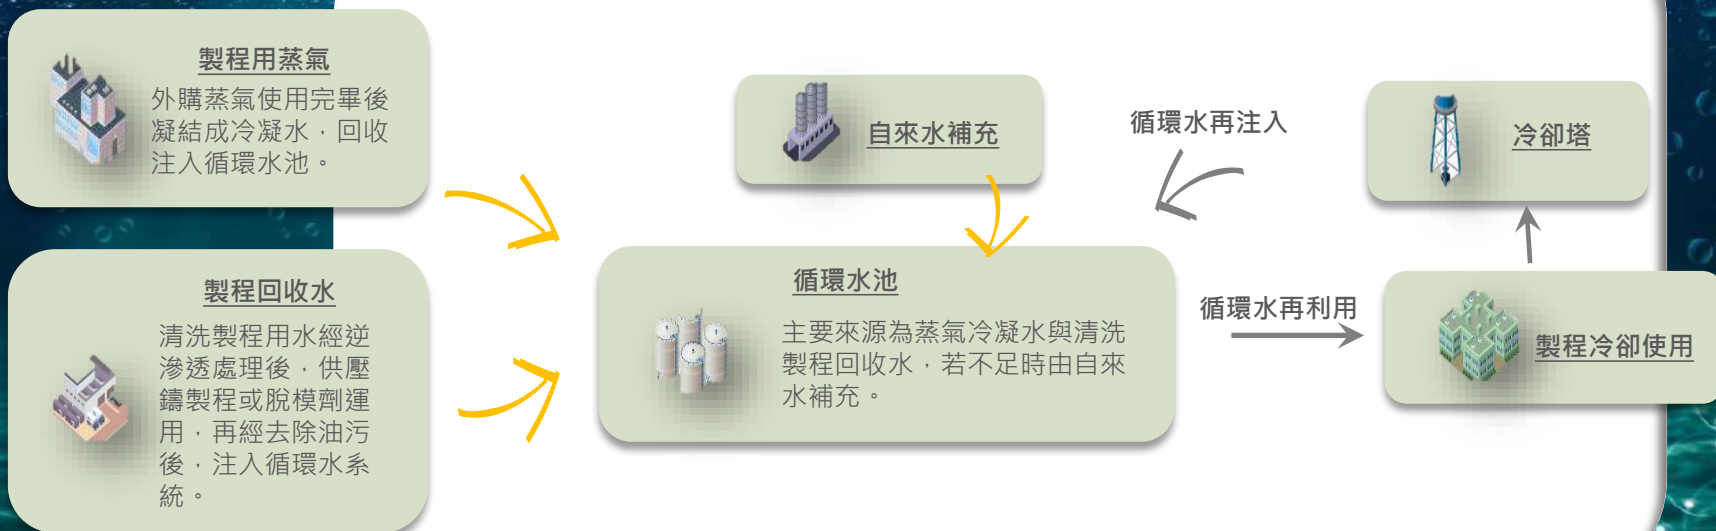 製程用蒸氣
外購蒸氣使用完畢後
凝結成冷凝水，回收
注入循環水池。
製程回收水
清洗製程用水經逆
滲透處理後，供壓
鑄製程或脫模劑運
用，再經去除油污
後，注入循環水系
統。
自來水補充
循環水池
主要來源為蒸氣冷凝水與清洗
製程回收水，若不足時由自來
水補充。
循環水再注入
循環水再利用
冷卻塔
製程冷卻使用